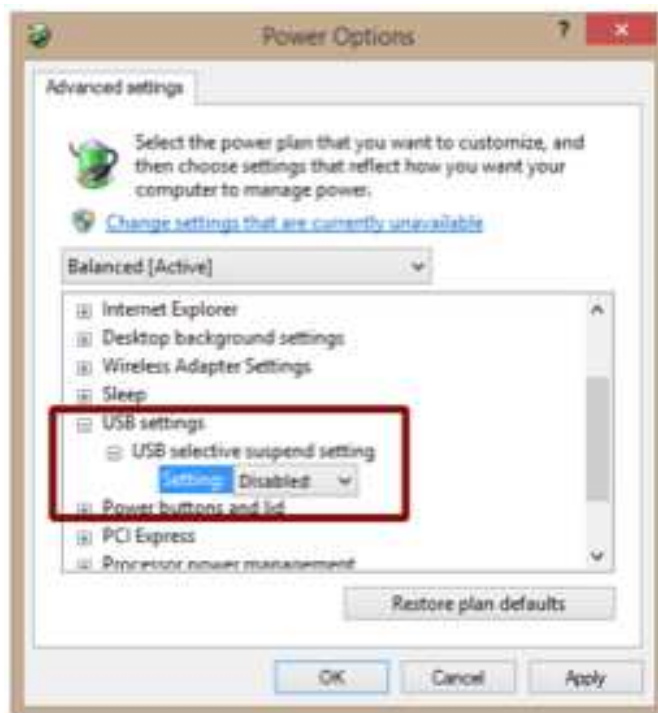 Power Options
?
Advanced settings
Select the power plan that you want to customize, and
then choose settings that reflect how you want your
computer to manage power.
Change settings that are currently unavailable
Balanced [Active]
Internet Explorer
Desktop background settings
Wireless Adapter Settings
Sleep
USB settings
USB selective suspend setting
Setting: Disabled
Power buttons and lid
PCI Express
Processor power management
Restore plan defaults
OK Cancel Apply